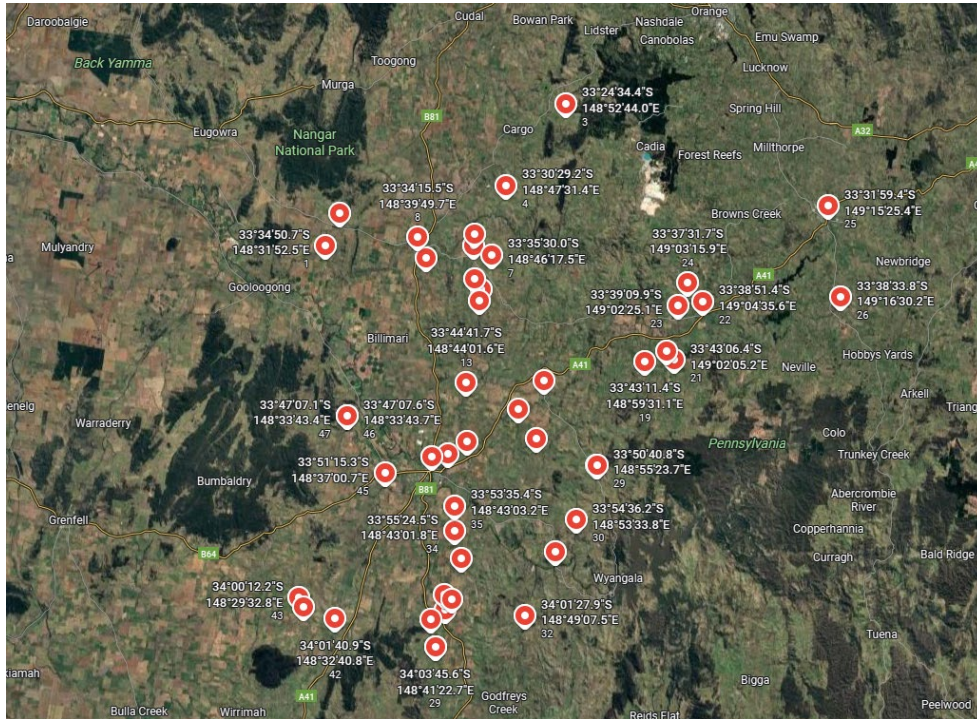 Daroobalgie
Cudal
Bowan Park
Nashdale
Orange
Lidster
Canobolas
Emu Swamp
Back Yamma
Toogong
Lucknow
Murga
33°24'34.4"S
148°52'44.0"E
3
Spring Hill
B81
Cargo
A32
Eugowra
Nangar
National Park
Cadia
Forest Reefs
Millthorpe
33°30'29.2"S
148°47'31.4"E
4
33°34'15.5"S
148°39'49.7"E
8
33°31'59.4"S
149°15'25.4"E
25
Browns Creek
33°34'50.7"S
148°31'52.5"E
1
33°35'30.0"S
148°46'17.5"E
7
33°37'31.7"S
149°03'15.9"E
24
Mulyandry
Newbridge
A41
Gooloogong
33°39'09.9"S
149°02'25.1"E
23
33°38'51.4"S
149°04'35.6"E
22
33°38'33.8"S
149°16'30.2"E
26
33°44'41.7"S
148°44'01.6"E
13
Billimari
A41
33°43'06.4"S
149°02'05.2"E
21
Hobbys Yards
Neville
33°43'11.4"S
148°59'31.1"E
19
Arkell
33°47'07.1"S
148°33'43.4"E
47
33°47'07.6"S
148°33'43.7"E
46
Warraderry
Colo
Pennsylvania
Trunkey Creek
33°51'15.3"S
148°37'00.7"E
45
33°50'40.8"S
148°55'23.7"E
29
Bumbaldry
B81
Abercrombie
River
33°53'35.4"S
148°43'03.2"E
35
Grenfell
33°54'36.2"S
148°53'33.8"E
30
Copperhannia
33°55'24.5"S
148°43'01.8"E
34
B64
Curragh
Bald Ridge
Wyangala
34°00'12.2"S
148°29'32.8"E
43
34°01'27.9"S
148°49'07.5"E
32
Tuena
34°01'40.9"S
148°32'40.8"E
42
34°03'45.6"S
148°41'22.7"E
29
Bigga
A41
Godfreys
Creek
Bulla Creek
Wirrimah
Reids Flat
Peelwood